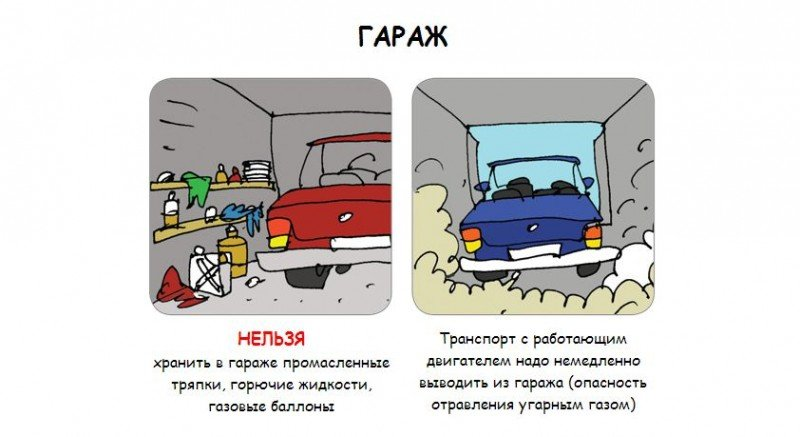 ГАРАЖ
НЕЛЬЗЯ
хранить в гараже промасленные
тряпки, горючие жидкости,
газовые баллоны
Транспорт с работающим
двигателем надо немедленно
выводить из гаража (опасность
отравления угарным газом)